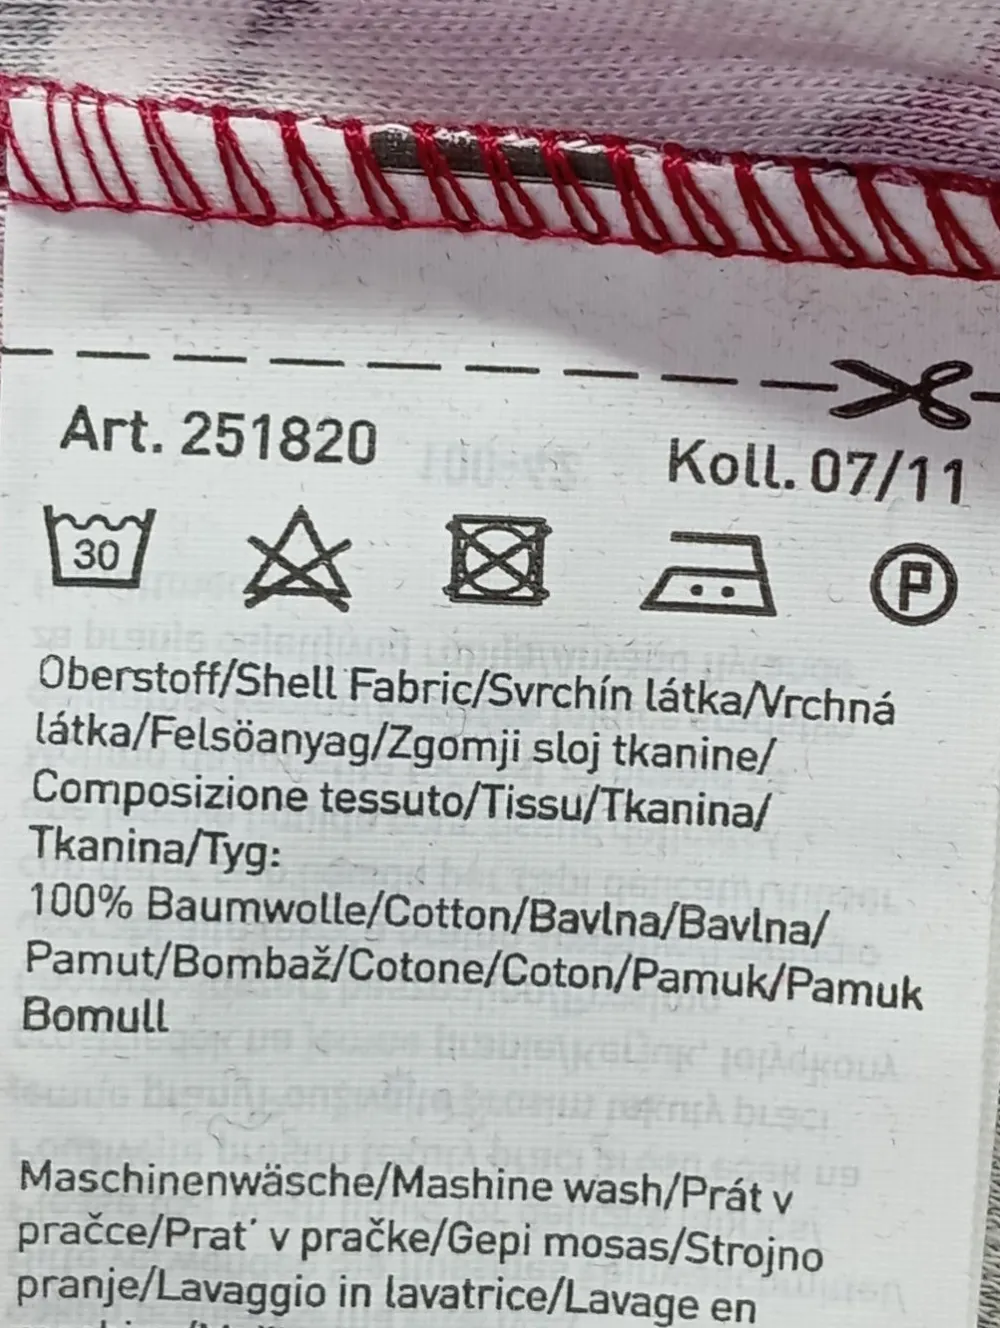 Art. 251820
Koll. 07/11
30
P
Oberstoff/Shell Fabric/Svrchín látka/Vrchná
látka/Felsöanyag/Zgomji sloj tkanine/
Composizione tessuto/Tissu/Tkanina/
Tkanina/Tyg:
100% Baumwolle/Cotton/Bavlna/Bavlna/
Pamut/Bombaž/Cotone/Coton/Pamuk/Pamuk
Bomull
Maschinenwäsche/Mashine wash/Prát v
pračce/Prat´ v pračke/Gepi mosas/Strojno
pranje/Lavaggio in lavatrice/Lavage en